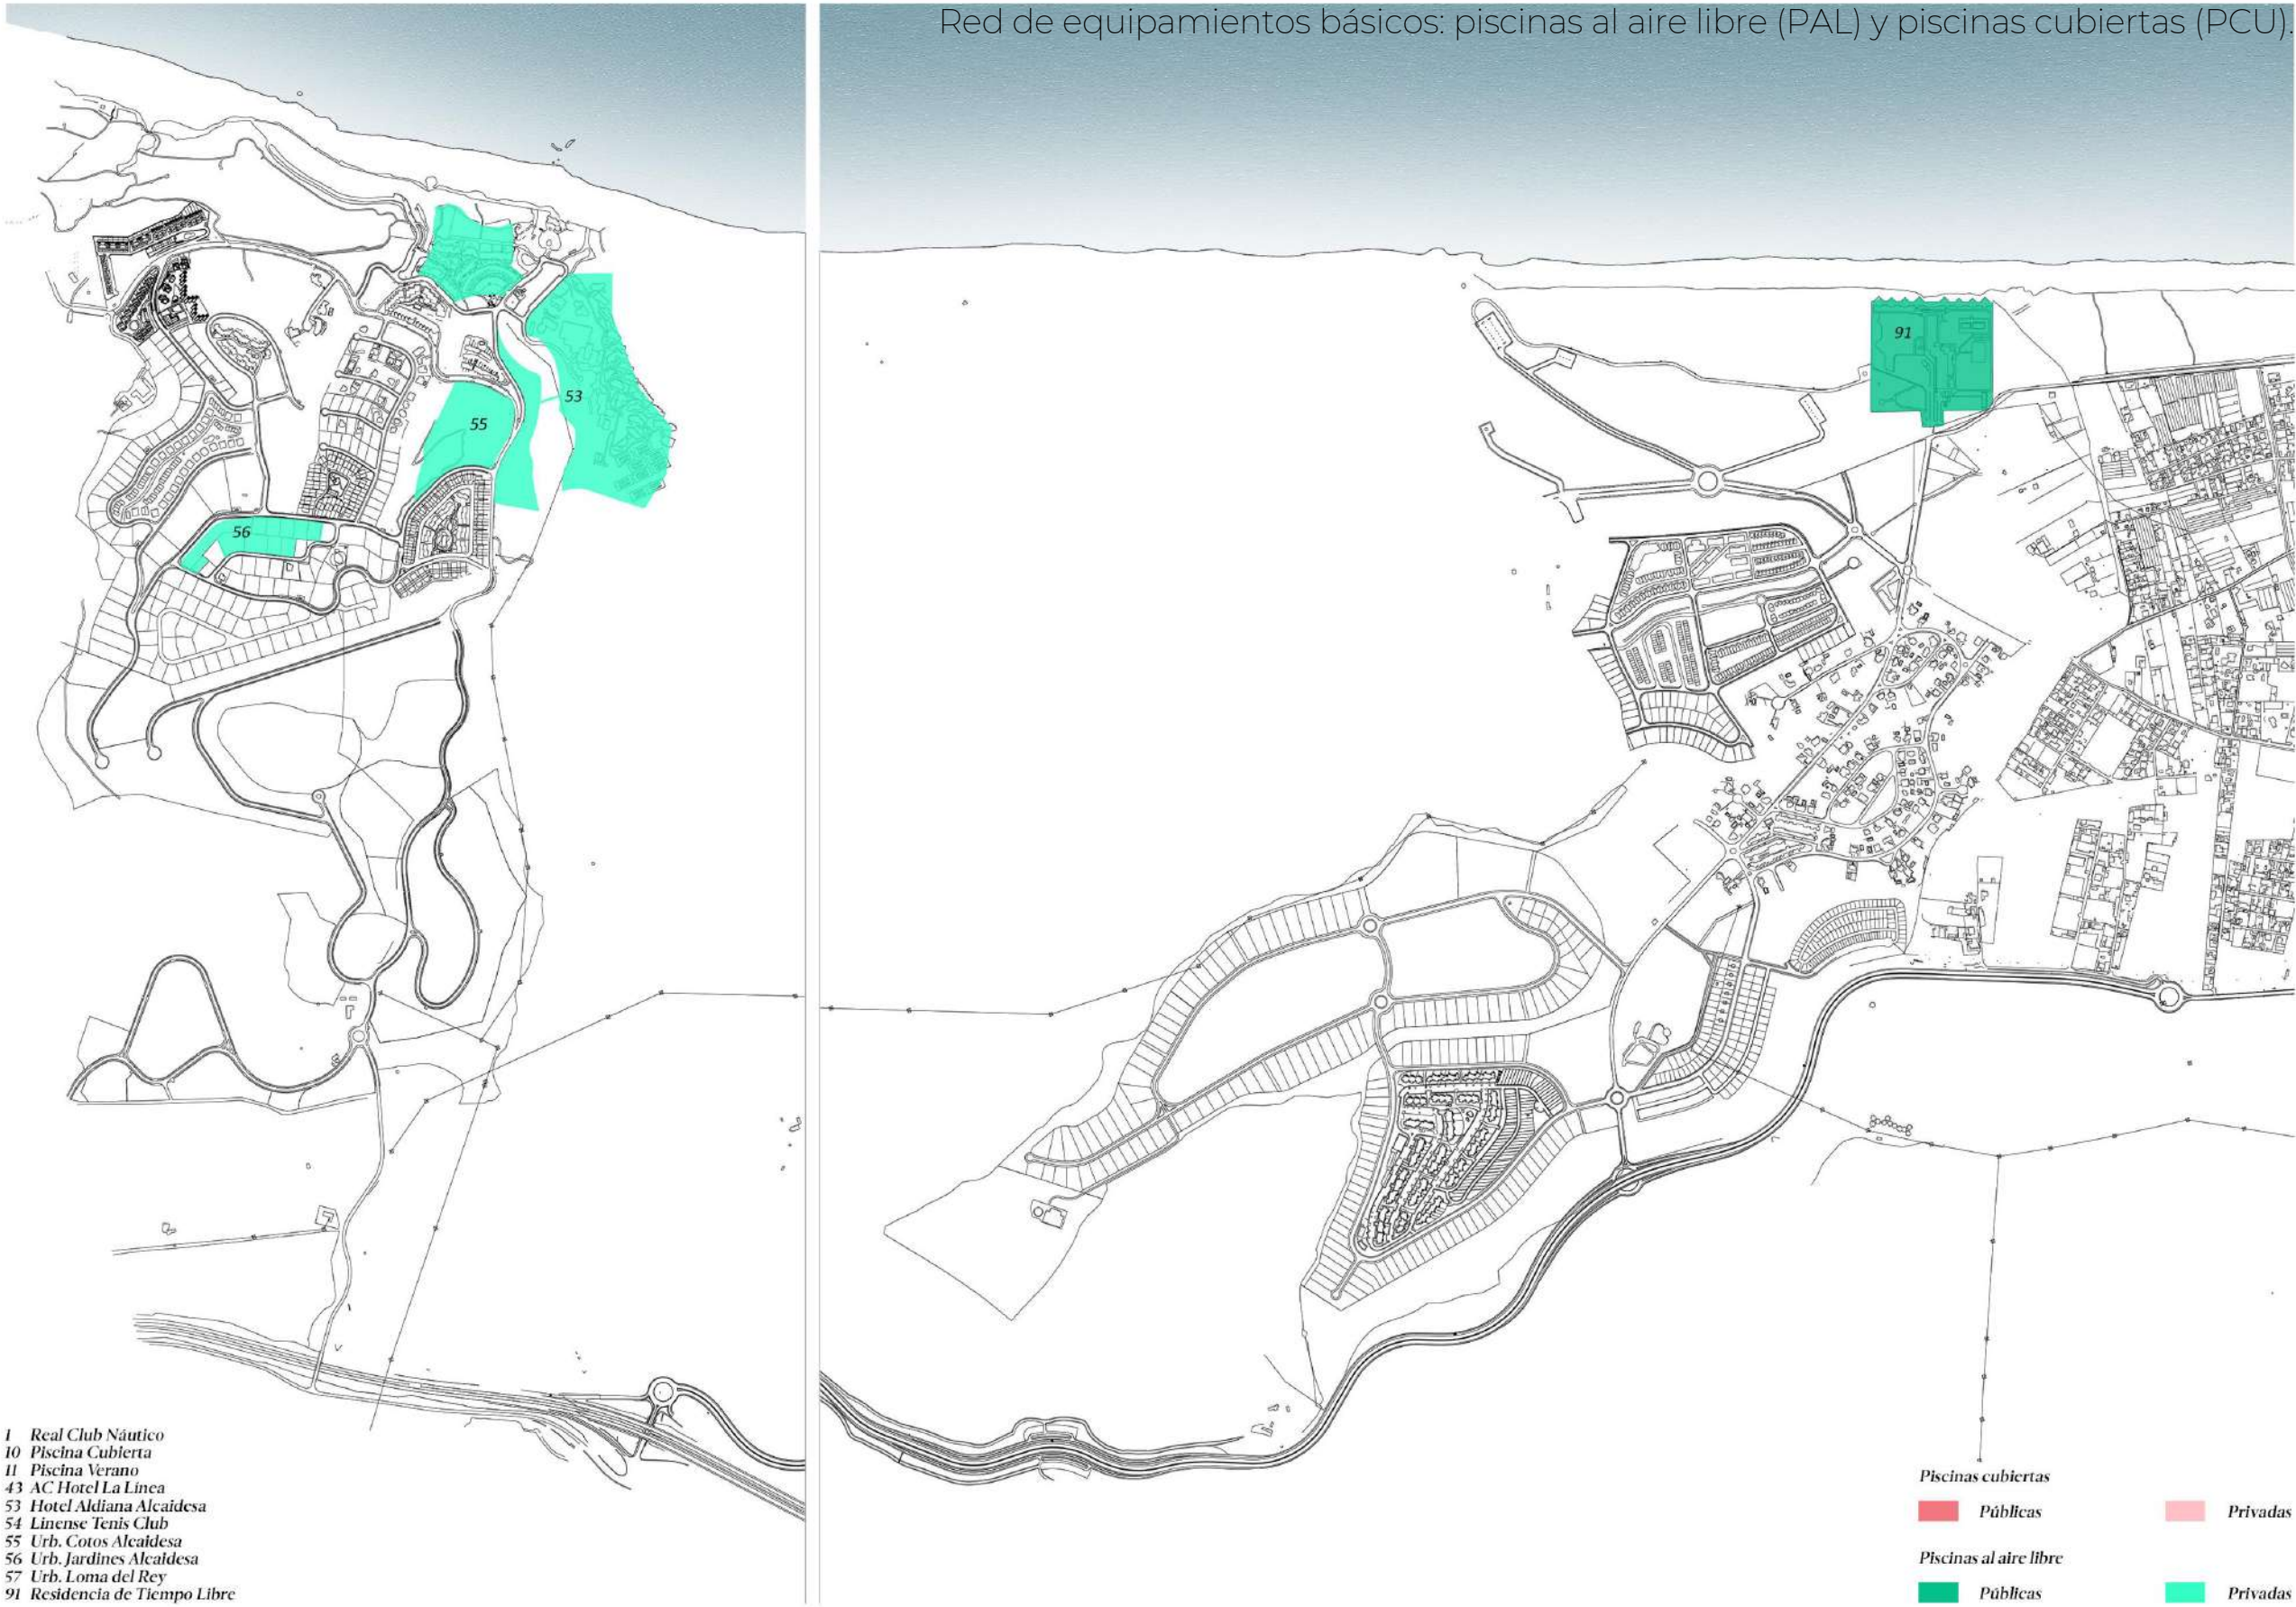 Red de equipamientos básicos: piscinas al aire libre (PAL) y piscinas cubiertas (PCU).
53
55
56
91
1 Real Club Náutico
10 Piscina Cubierta
11 Piscina Verano
43 AC Hotel La Línea
53 Hotel Aldiana Alcaidesa
54 Linense Tenis Club
55 Urb. Cotos Alcaidesa
56 Urb. Jardines Alcaidesa
57 Urb. Loma del Rey
91 Residencia de Tiempo Libre
Piscinas cubiertas
Públicas Privadas
Piscinas al aire libre
Públicas Privadas